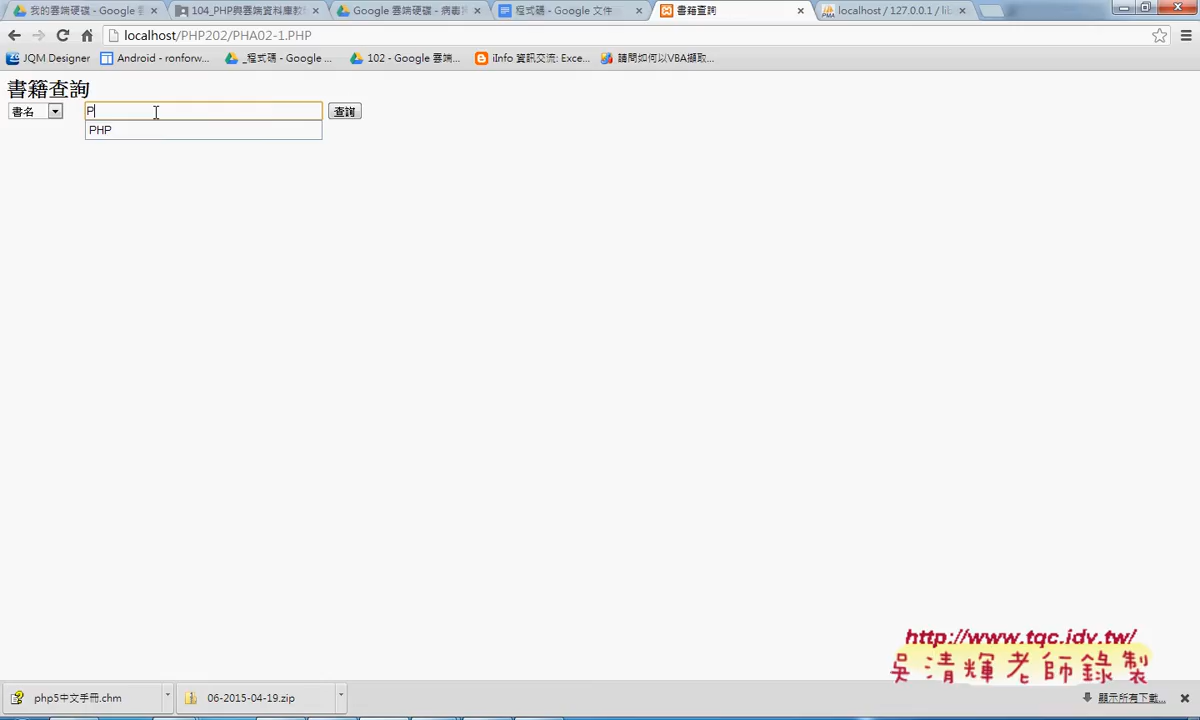 我的雲端硬碟 - Google
104_PHP與雲端資料庫教
Google 雲端硬碟 - 病毒
程式碼 - Google 文件
書籍查詢
localhost / 127.0.0.1 / lib
localhost/PHP202/PHA02-1.PHP
JQM Designer
Android - ronforw...
_程式碼 - Google ...
102 - Google 雲端...
iInfo 資訊交流: Exce...
請問如何以VBA擷取...
書籍查詢
書名
P
查詢
PHP
http://www.tqc.idv.tw/
吳清輝老師錄製
php5中文手冊.chm
06-2015-04-19.zip
顯示所有下載...